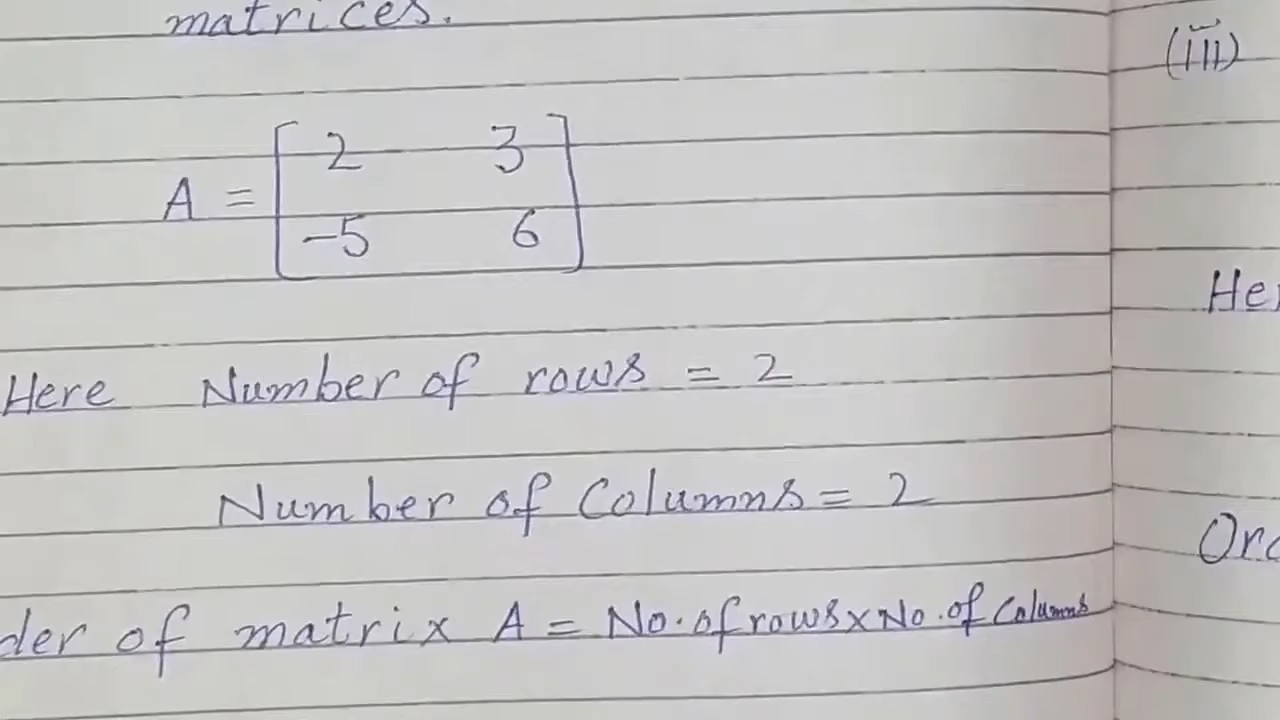 matrices.
A = [ 2 3
-5 6 ]
Here Number of rows = 2
Number of Columns = 2
der of matrix A = No. of rows x No. of Columns
(iii)